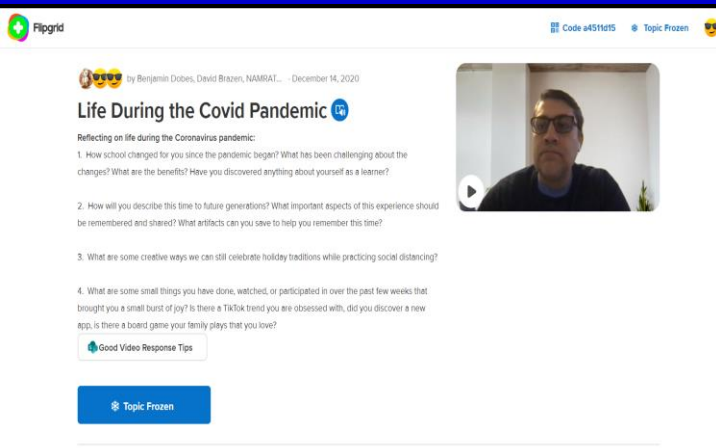 Flipgrid
Code a4511d15
Topic Frozen
by Benjamin Dobes, David Brazen, NAMRAT... · December 14, 2020
Life During the Covid Pandemic
Reflecting on life during the Coronavirus pandemic:
1. How school changed for you since the pandemic began? What has been challenging about the
changes? What are the benefits? Have you discovered anything about yourself as a learner?
2. How will you describe this time to future generations? What important aspects of this experience should
be remembered and shared? What artifacts can you save to help you remember this time?
3. What are some creative ways we can still celebrate holiday traditions while practicing social distancing?
4. What are some small things you have done, watched, or participated in over the past few weeks that
brought you a small burst of joy? Is there a TikTok trend you are obsessed with, did you discover a new
app, is there a board game your family plays that you love?
Good Video Response Tips
Topic Frozen